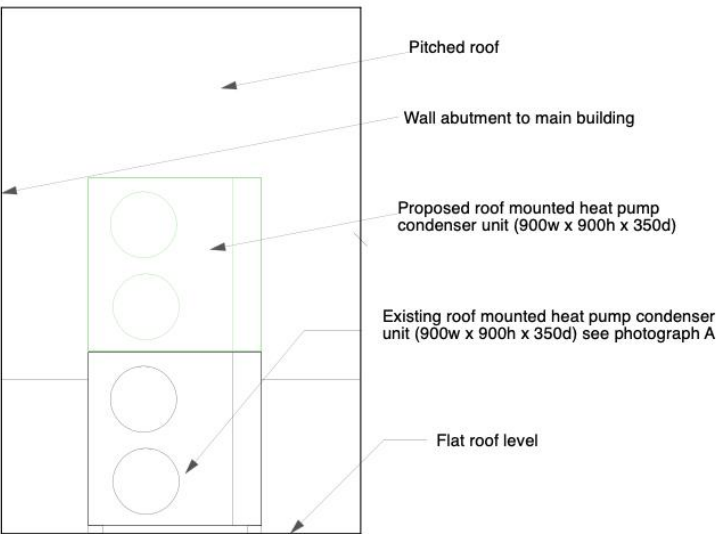 Pitched roof
Wall abutment to main building
Proposed roof mounted heat pump
condenser unit (900w x 900h x 350d)
Existing roof mounted heat pump condenser
unit (900w x 900h x 350d) see photograph A
Flat roof level